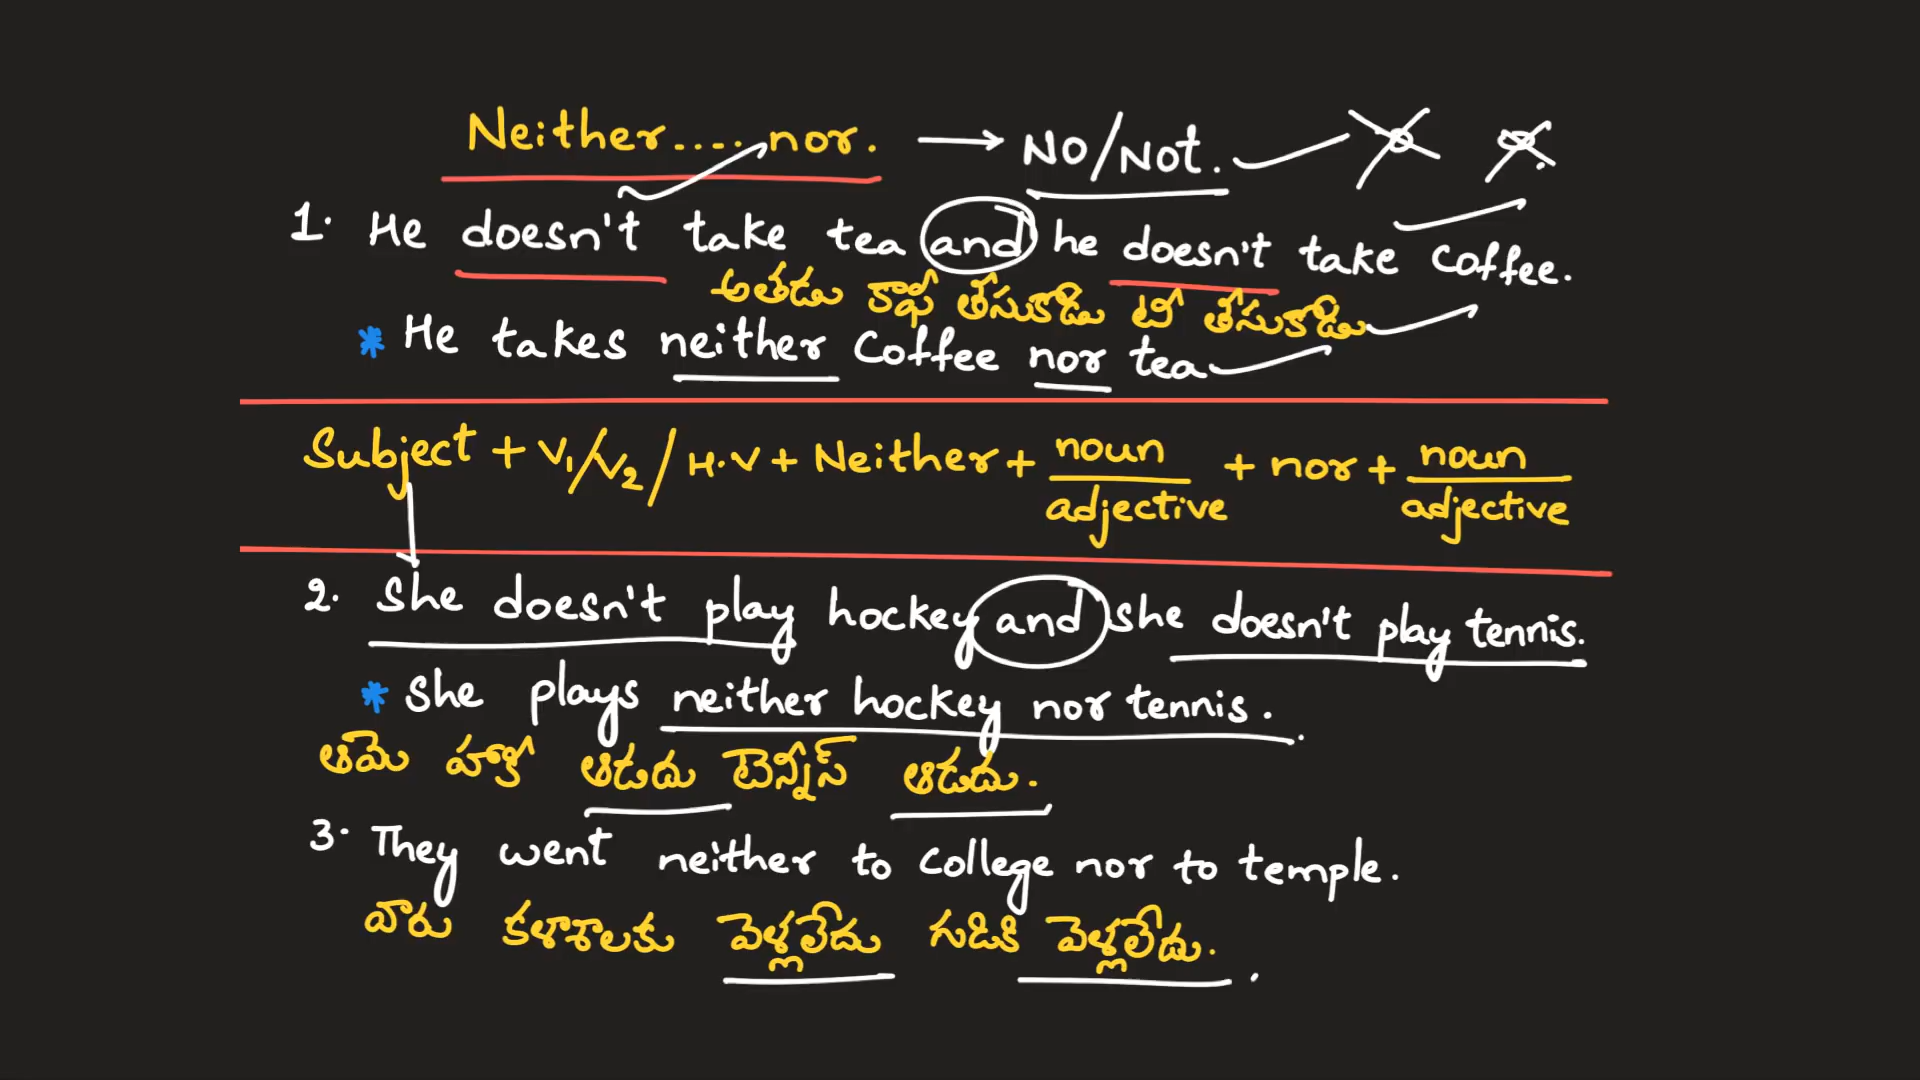 Neither.... nor. → NO/Not.
1. He doesn't take tea and he doesn't take coffee.
అతడు కాఫీ తీసుకోడు టీ తీసుకోడు
* He takes neither coffee nor tea
Subject + V1/V2/H.V + Neither + noun/adjective + nor + noun/adjective
2. She doesn't play hockey and she doesn't play tennis.
* She plays neither hockey nor tennis.
ఆమె హాకీ ఆడదు టెన్నీస్ ఆడదు.
3. They went neither to college nor to temple.
వారు కళాశాలకు వెళ్లలేదు గుడికి వెళ్లలేదు.